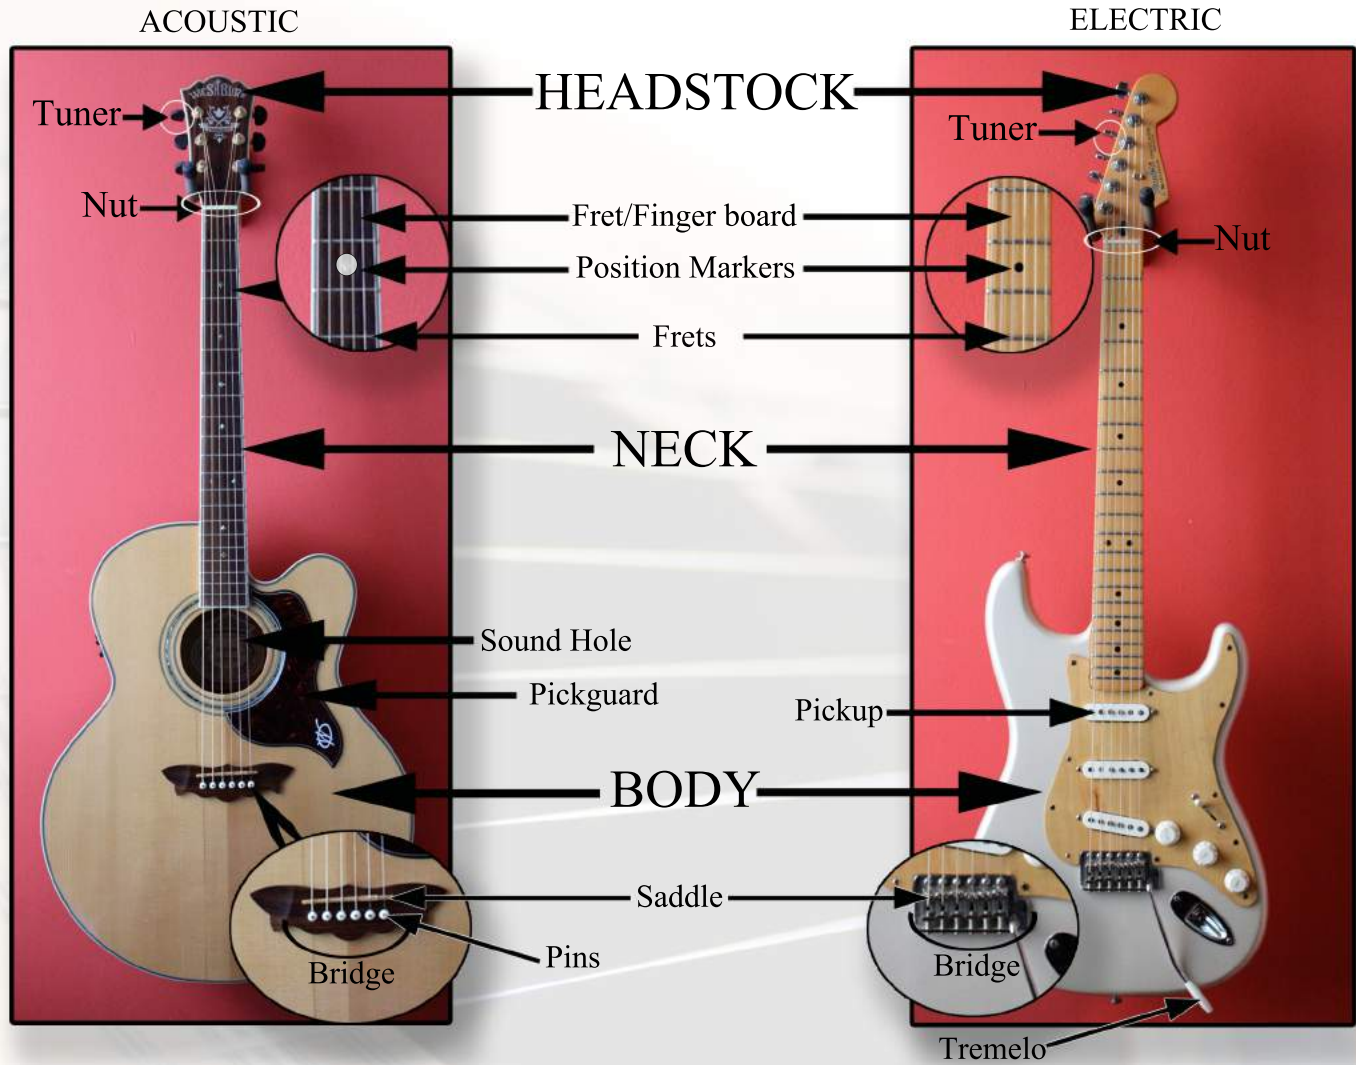 ACOUSTIC
ELECTRIC
HEADSTOCK
Tuner
Tuner
Nut
Fret/Finger board
Nut
Position Markers
Frets
NECK
Sound Hole
Pickguard
Pickup
BODY
Saddle
Pins
Bridge
Bridge
Tremelo